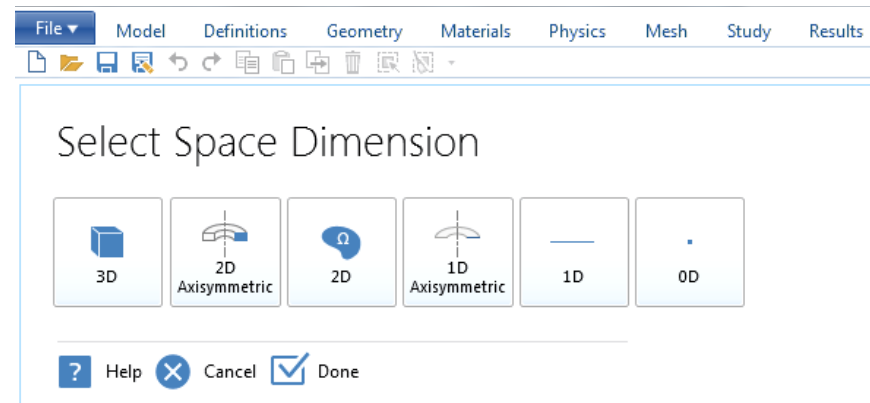 File ▼ Model Definitions Geometry Materials Physics Mesh Study Results
Select Space Dimension
3D
2D
Axisymmetric
Ω
2D
1D
Axisymmetric
1D
0D
? Help Cancel Done